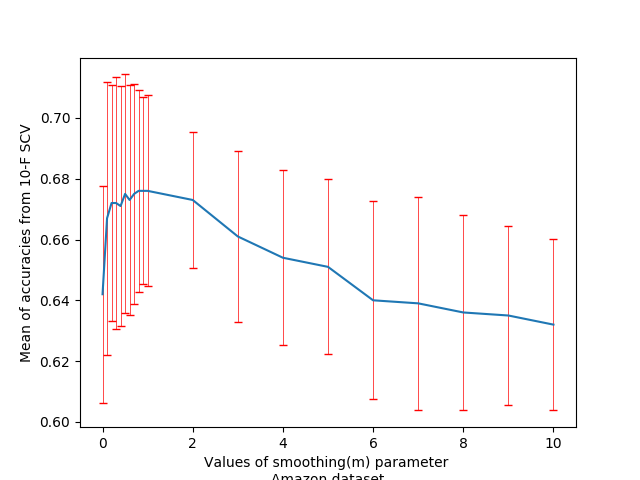 0.70
0.68
0.66
0.64
0.62
0.60
Mean of accuracies from 10-F SCV
0 2 4 6 8 10
Values of smoothing(m) parameter
Amazon dataset